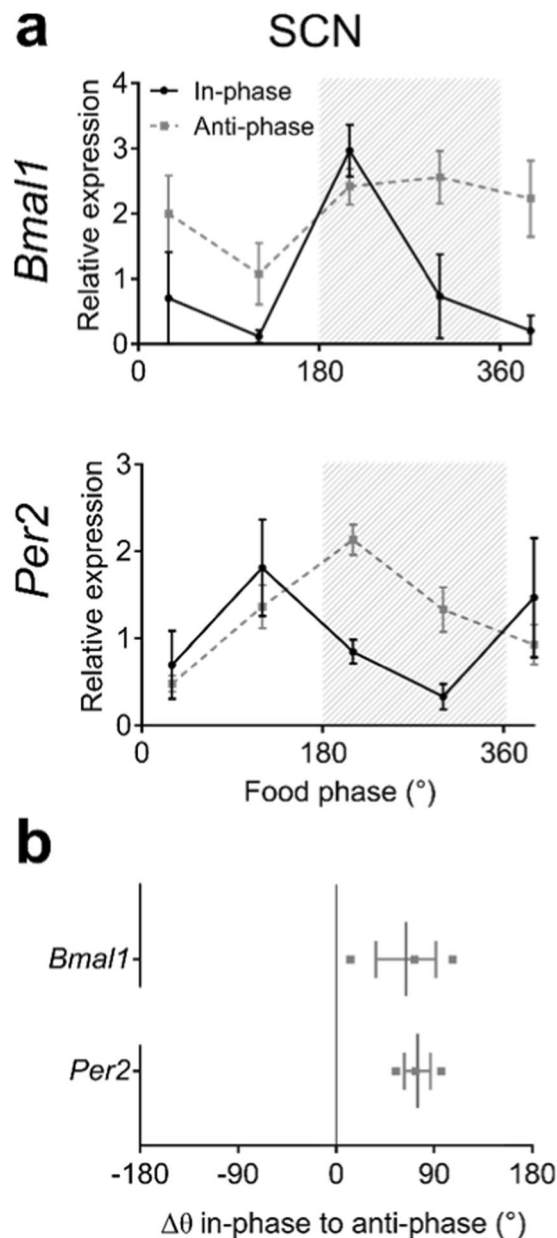 a
SCN
Bmal1
Relative expression
4
3
2
1
0
In-phase
Anti-phase
0 180 360
Per2
Relative expression
3
2
1
0
0 180 360
Food phase (°)
b
Bmal1
Per2
-180 -90 0 90 180
Δθ in-phase to anti-phase (°)